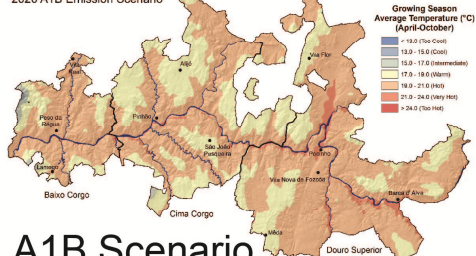 2020 A1B Emission Scenario
Growing Season
Average Temperature (°C)
(April-October)
< 13.0 (Too Cool)
13.0 - 15.0 (Cool)
15.0 - 17.0 (Intermediate)
17.0 - 19.0 (Warm)
19.0 - 21.0 (Hot)
21.0 - 24.0 (Very Hot)
> 24.0 (Too Hot)
Vila
Real
Alijó
Vila Flor
Peso da
Régua
Pinhão
São João
Pesqueira
Pocinho
Lamego
Vila Nova de Fozcôa
Barca d' Alva
Baixo Corgo
Cima Corgo
Mêda
Douro Superior
A1B Scenario